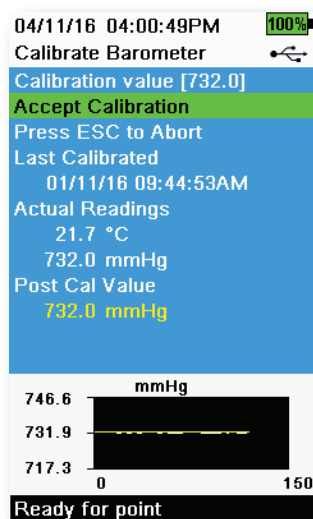 04/11/16 04:00:49PM 100%
Calibrate Barometer
Calibration value [732.0]
Accept Calibration
Press ESC to Abort
Last Calibrated
01/11/16 09:44:53AM
Actual Readings
21.7 °C
732.0 mmHg
Post Cal Value
732.0 mmHg
mmHg
746.6
731.9
717.3
0 150
Ready for point